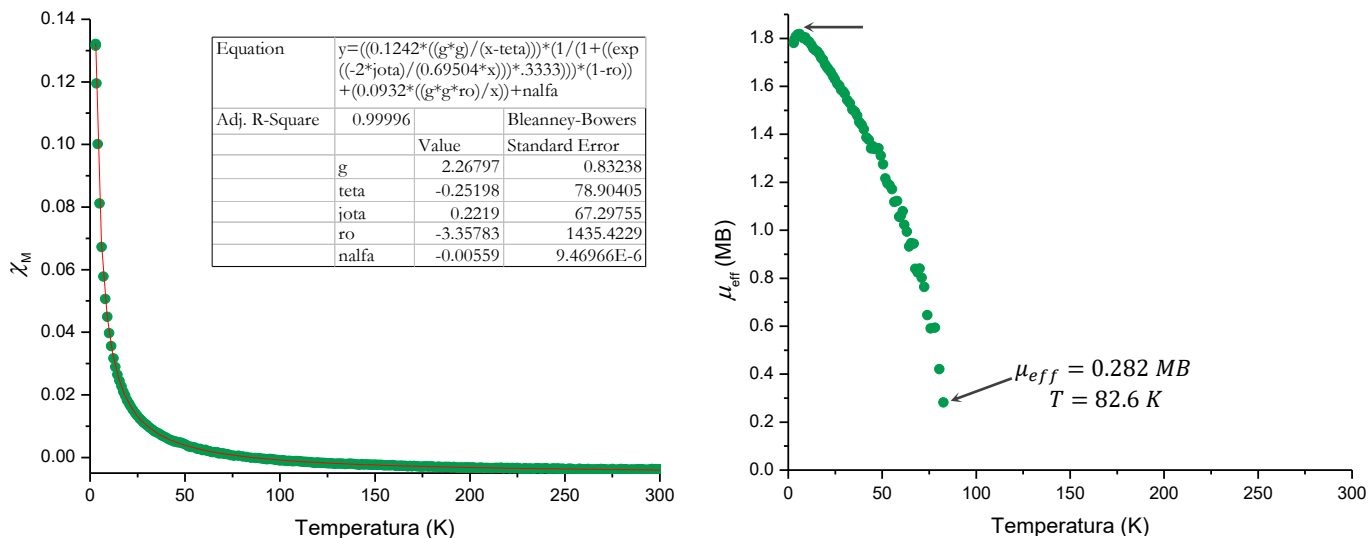 0.14
0.12
0.10
0.08
0.06
0.04
0.02
0.00
χM
0 50 100 150 200 250 300
Temperatura (K)
Equation y=((0.1242*((g*g)/(x-teta)))*(1/(1+((exp
((-2*jota)/(0.69504*x)))*.3333)))*(1-ro))
+(0.0932*((g*g*ro)/x))+nalfa
Adj. R-Square 0.99996 Bleanney-Bowers
Value Standard Error
g 2.26797 0.83238
teta -0.25198 78.90405
jota 0.2219 67.29755
ro -3.35783 1435.4229
nalfa -0.00559 9.46966E-6
1.8
1.6
1.4
1.2
1.0
0.8
0.6
0.4
0.2
0.0
μeff (MB)
0 50 100 150 200 250 300
Temperatura (K)
μeff = 0.282 MB
T = 82.6 K